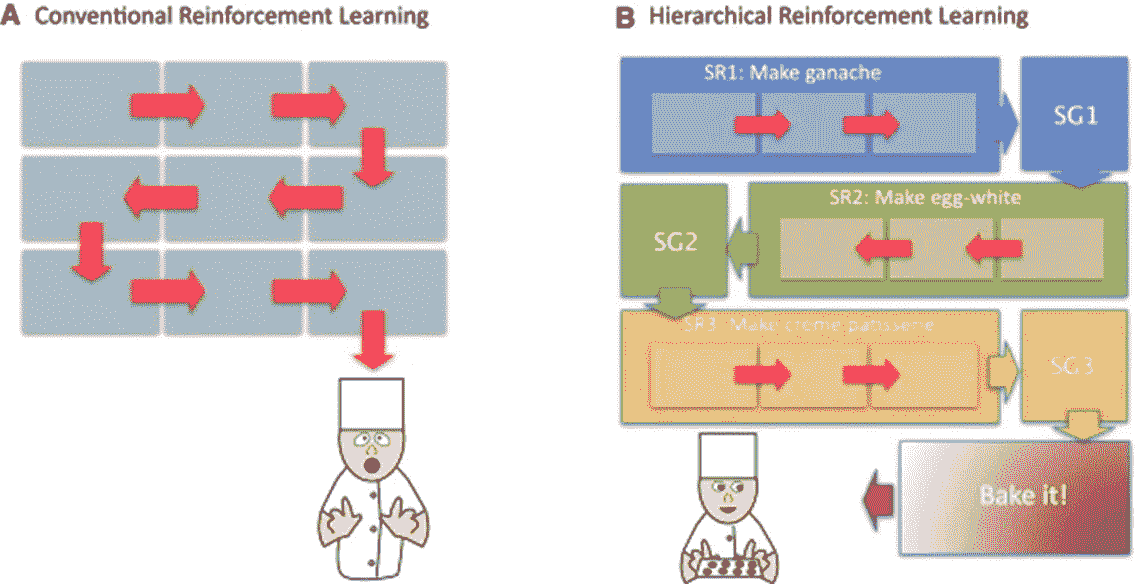 A Conventional Reinforcement Learning
B Hierarchical Reinforcement Learning
SR1: Make ganache
SG1
SR2: Make egg-white
SG2
SR3: Make creme patisserie
SG3
Bake it!